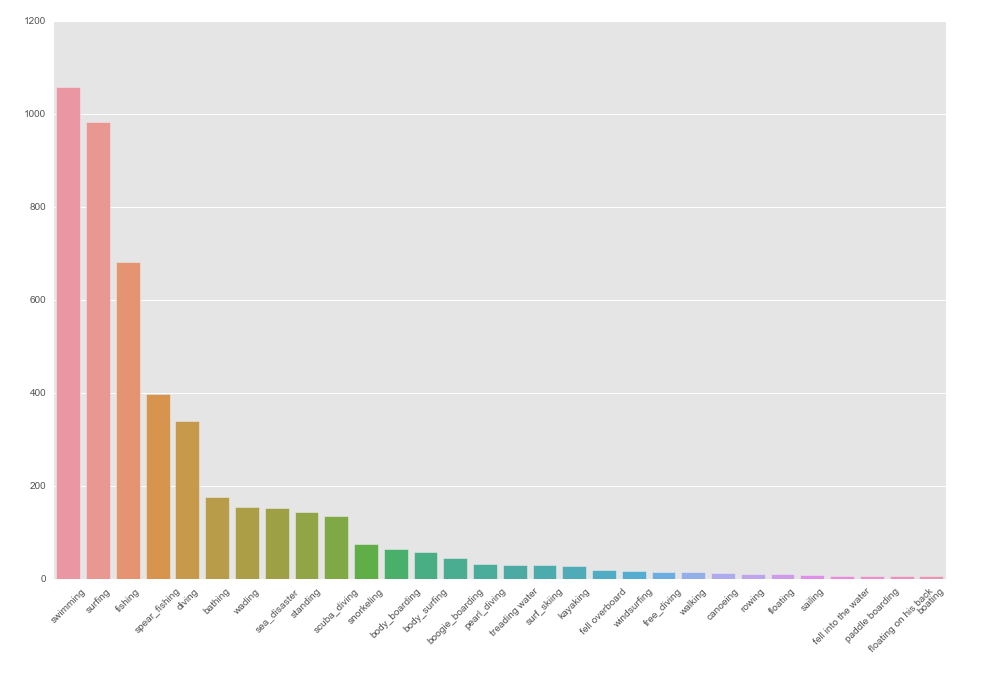 1200
1000
800
600
400
200
0
swimming
surfing
fishing
spear_fishing
diving
bathing
wading
sea_disaster
standing
scuba_diving
snorkeling
body_boarding
body_surfing
boogie_boarding
pearl_diving
treading water
surf_skiing
kayaking
fell overboard
windsurfing
free_diving
walking
canoeing
rowing
floating
sailing
fell into the water
paddle boarding
floating on his back
boating